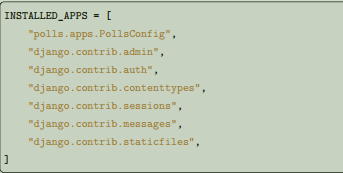 INSTALLED_APPS = [
    "polls.apps.PollsConfig",
    "django.contrib.admin",
    "django.contrib.auth",
    "django.contrib.contenttypes",
    "django.contrib.sessions",
    "django.contrib.messages",
    "django.contrib.staticfiles",
]